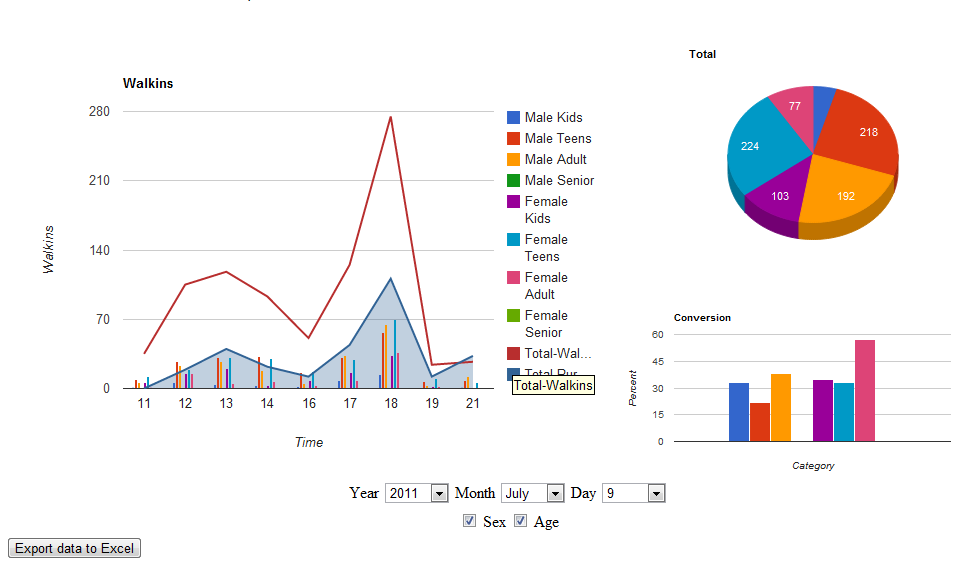 Total
Walkins
280
210
140
70
0
Walkins
11 12 13 14 16 17 18 19 21
Time
Male Kids
Male Teens
Male Adult
Male Senior
Female
Kids
Female
Teens
Female
Adult
Female
Senior
Total-Wal...
Total-Walkins
77
218
224
192
103
Conversion
60
45
30
15
0
Percent
Category
Year 2011 Month July Day 9
Sex Age
Export data to Excel